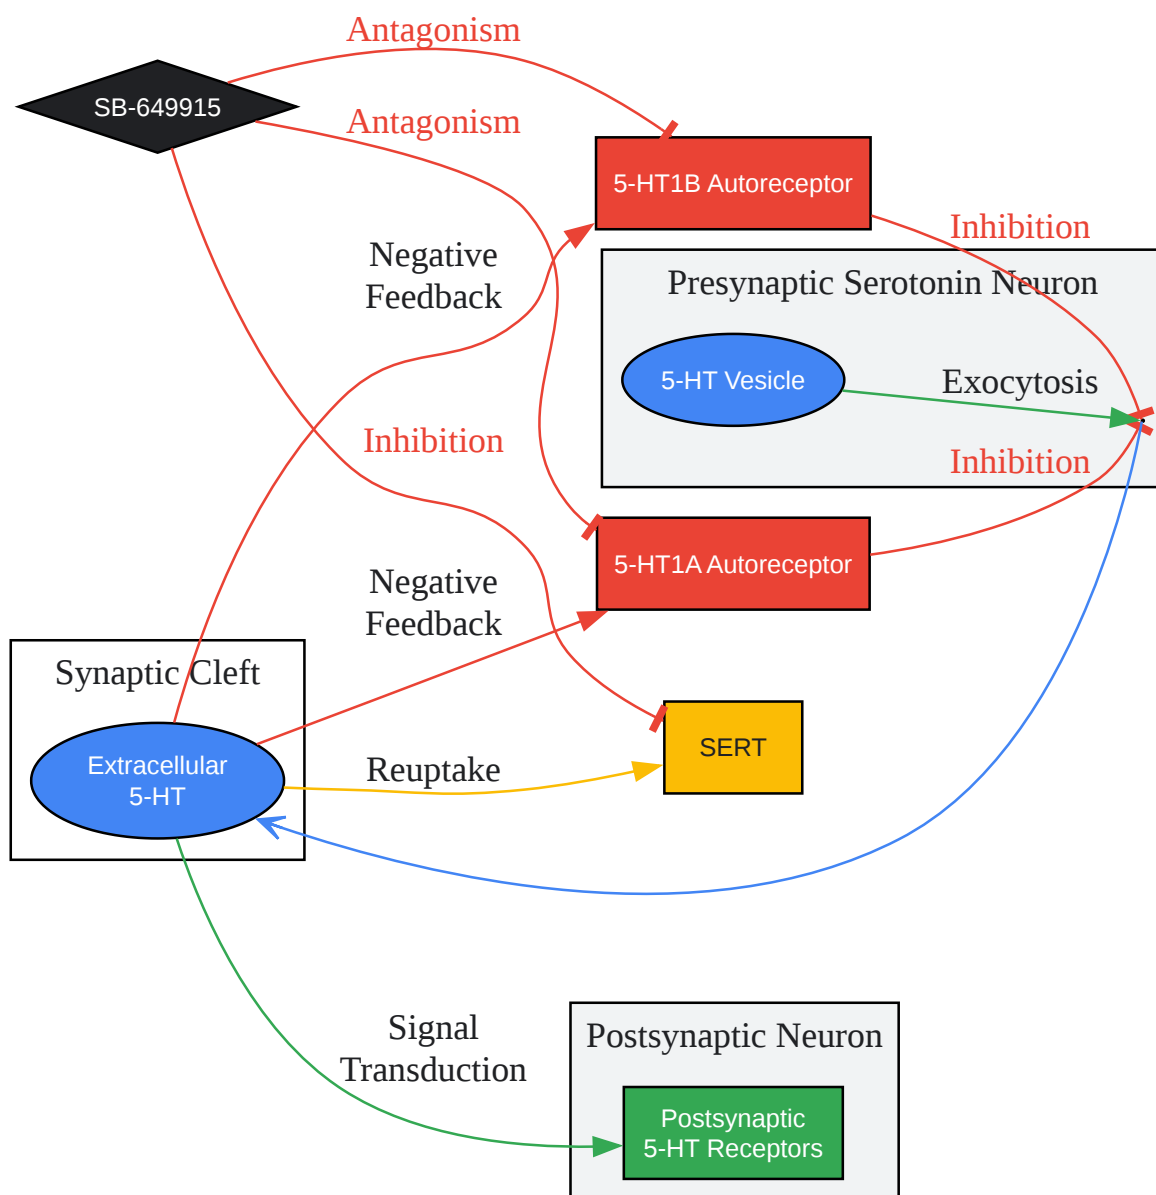 Antagonism
SB-649915
Antagonism
5-HT1B Autoreceptor
Inhibition
Negative
Feedback
Presynaptic Serotonin Neuron
5-HT Vesicle
Exocytosis
Inhibition
Inhibition
5-HT1A Autoreceptor
Negative
Feedback
Synaptic Cleft
SERT
Extracellular
5-HT
Reuptake
Signal
Transduction
Postsynaptic Neuron
Postsynaptic
5-HT Receptors